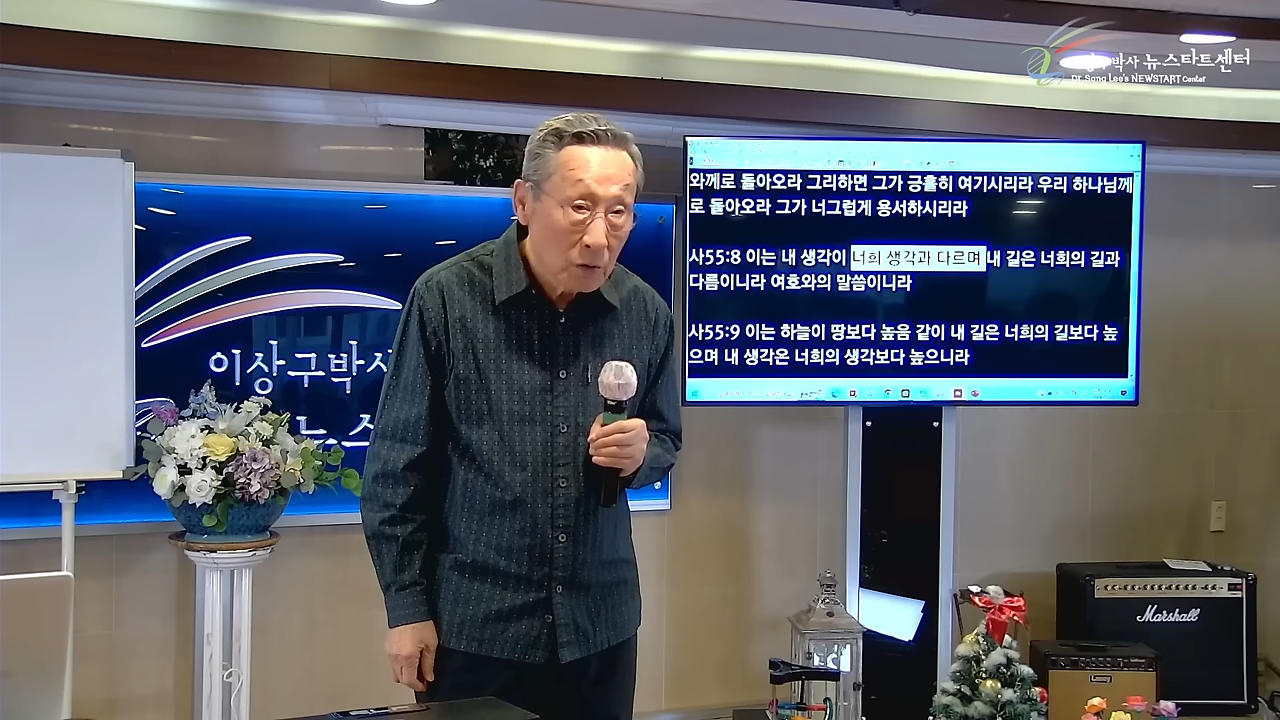 박사 뉴스타트센터
Dr. Sang Lee's NEWSTART Center
와께로 돌아오라 그리하면 그가 긍휼히 여기시리라 우리 하나님께
로 돌아오라 그가 너그럽게 용서하시리라
사55:8 이는 내 생각이 너희 생각과 다르며 내 길은 너희의 길과
다름이니라 여호와의 말씀이니라
사55:9 이는 하늘이 땅보다 높음 같이 내 길은 너희의 길보다 높
으며 내 생각은 너희의 생각보다 높으니라
이상구박사
뉴스
Marshall
Laney